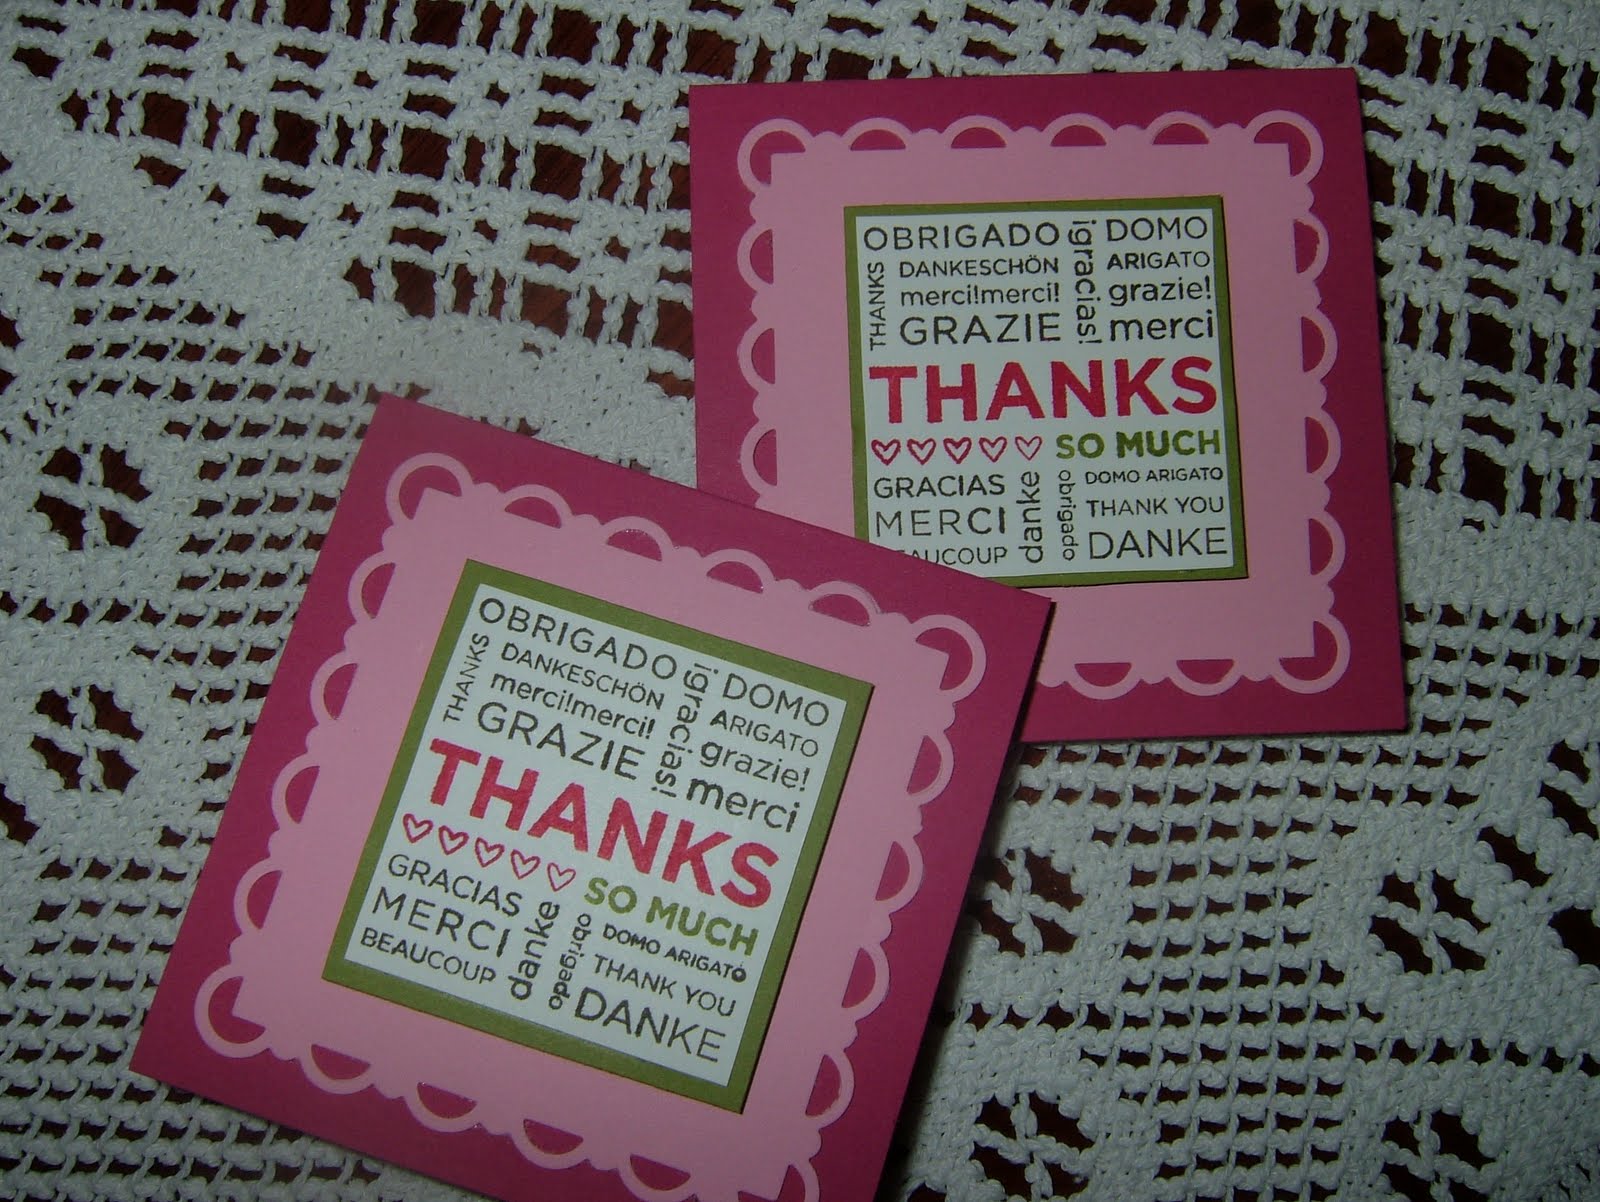 OBRIGADO
THANKS
DANKESCHÖN
merci!merci!
GRAZIE
¡gracias!
DOMO
ARIGATO
grazie!
merci
THANKS
SO MUCH
GRACIAS
MERCI
danke
obrigado
DOMO ARIGATO
THANK YOU
DANKE
AUCOUP
OBRIGADO
THANKS
DANKESCHÖN
merci!merci!
GRAZIE
¡gracias!
DOMO
ARIGATO
grazie!
merci
THANKS
SO MUCH
GRACIAS
MERCI
BEAUCOUP
danke
obrigado
DOMO ARIGATO
THANK YOU
DANKE